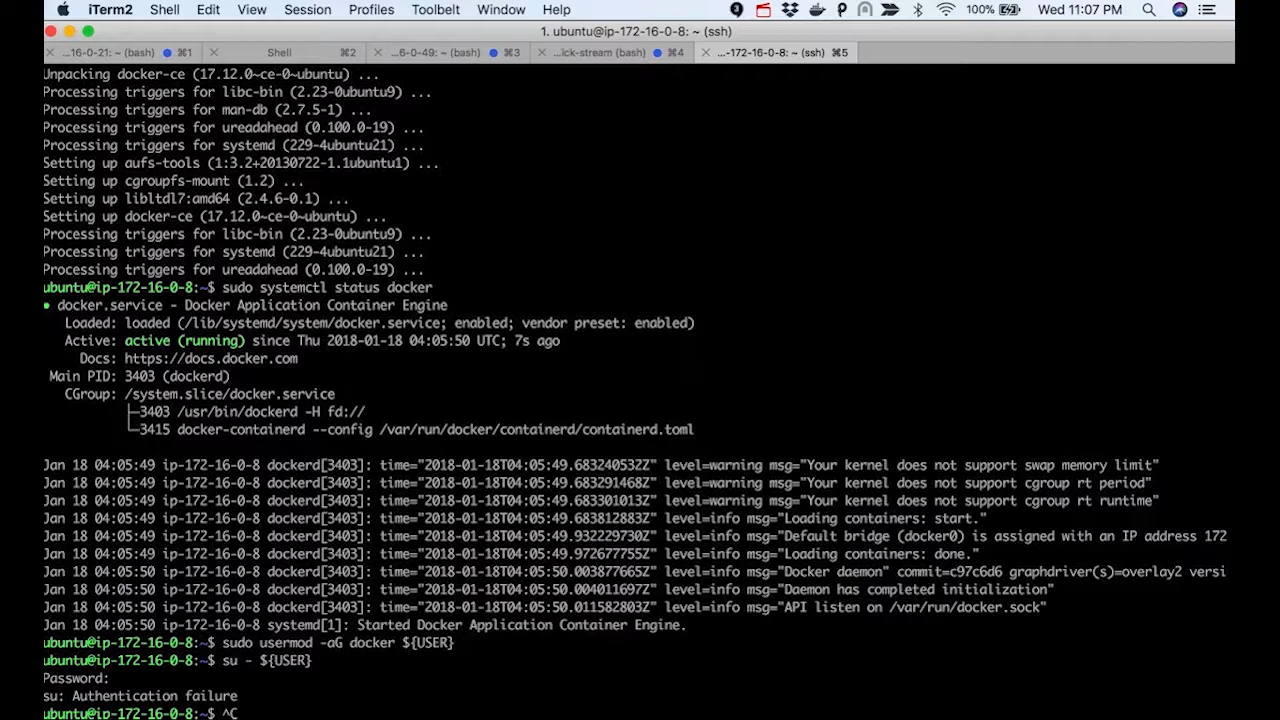 iTerm2 Shell Edit View Session Profiles Toolbelt Window Help 100% Wed 11:07 PM
1. ubuntu@ip-172-16-0-8: ~ (ssh)
...16-0-21: ~ (bash) ⌘1 Shell ⌘2 ...6-0-49: ~ (bash) ⌘3 ...ick-stream (bash) ⌘4 ...-172-16-0-8: ~ (ssh) ⌘5
Unpacking docker-ce (17.12.0~ce-0~ubuntu) ...
Processing triggers for libc-bin (2.23-0ubuntu9) ...
Processing triggers for man-db (2.7.5-1) ...
Processing triggers for ureadahead (0.100.0-19) ...
Processing triggers for systemd (229-4ubuntu21) ...
Setting up aufs-tools (1:3.2+20130722-1.1ubuntu1) ...
Setting up cgroupfs-mount (1.2) ...
Setting up libltdl7:amd64 (2.4.6-0.1) ...
Setting up docker-ce (17.12.0~ce-0~ubuntu) ...
Processing triggers for libc-bin (2.23-0ubuntu9) ...
Processing triggers for systemd (229-4ubuntu21) ...
Processing triggers for ureadahead (0.100.0-19) ...
ubuntu@ip-172-16-0-8:~$ sudo systemctl status docker
● docker.service - Docker Application Container Engine
Loaded: loaded (/lib/systemd/system/docker.service; enabled; vendor preset: enabled)
Active: active (running) since Thu 2018-01-18 04:05:50 UTC; 7s ago
Docs: https://docs.docker.com
Main PID: 3403 (dockerd)
CGroup: /system.slice/docker.service
├─3403 /usr/bin/dockerd -H fd://
└─3415 docker-containerd --config /var/run/docker/containerd/containerd.toml
Jan 18 04:05:49 ip-172-16-0-8 dockerd[3403]: time="2018-01-18T04:05:49.683240532Z" level=warning msg="Your kernel does not support swap memory limit"
Jan 18 04:05:49 ip-172-16-0-8 dockerd[3403]: time="2018-01-18T04:05:49.683291468Z" level=warning msg="Your kernel does not support cgroup rt period"
Jan 18 04:05:49 ip-172-16-0-8 dockerd[3403]: time="2018-01-18T04:05:49.683301013Z" level=warning msg="Your kernel does not support cgroup rt runtime"
Jan 18 04:05:49 ip-172-16-0-8 dockerd[3403]: time="2018-01-18T04:05:49.683812883Z" level=info msg="Loading containers: start."
Jan 18 04:05:49 ip-172-16-0-8 dockerd[3403]: time="2018-01-18T04:05:49.932229730Z" level=info msg="Default bridge (docker0) is assigned with an IP address 172
Jan 18 04:05:49 ip-172-16-0-8 dockerd[3403]: time="2018-01-18T04:05:49.972677755Z" level=info msg="Loading containers: done."
Jan 18 04:05:50 ip-172-16-0-8 dockerd[3403]: time="2018-01-18T04:05:50.003877665Z" level=info msg="Docker daemon" commit=c97c6d6 graphdriver(s)=overlay2 versi
Jan 18 04:05:50 ip-172-16-0-8 dockerd[3403]: time="2018-01-18T04:05:50.004011697Z" level=info msg="Daemon has completed initialization"
Jan 18 04:05:50 ip-172-16-0-8 dockerd[3403]: time="2018-01-18T04:05:50.011582803Z" level=info msg="API listen on /var/run/docker.sock"
Jan 18 04:05:50 ip-172-16-0-8 systemd[1]: Started Docker Application Container Engine.
ubuntu@ip-172-16-0-8:~$ sudo usermod -aG docker ${USER}
ubuntu@ip-172-16-0-8:~$ su - ${USER}
Password:
su: Authentication failure
ubuntu@ip-172-16-0-8:~$ ^C